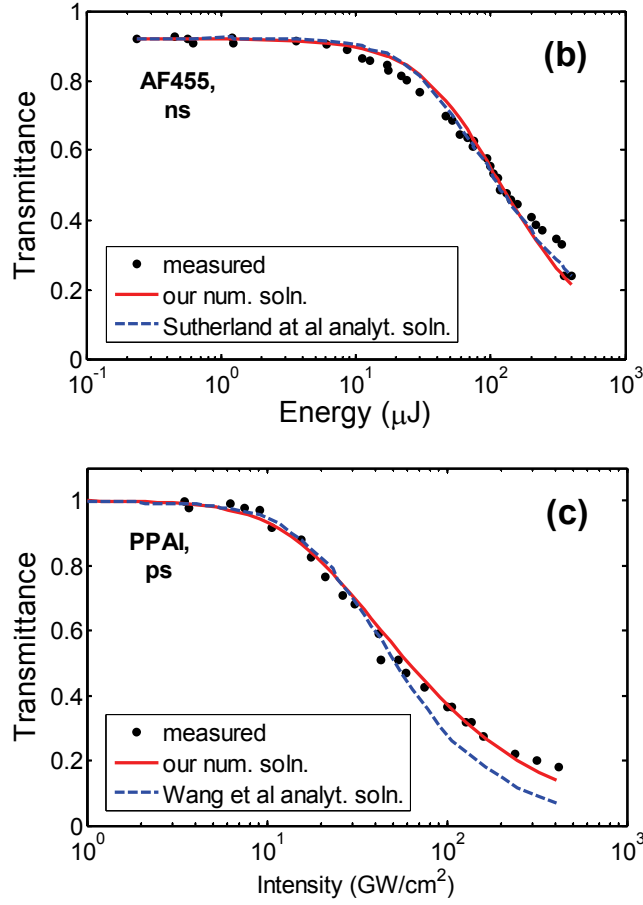 (b)
AF455,
ns
Transmittance
1
0.8
0.6
0.4
0.2
0
measured
our num. soln.
Sutherland at al analyt. soln.
10^-1
10^0
10^1
10^2
10^3
Energy (μJ)
(c)
PPAI,
ps
Transmittance
1
0.8
0.6
0.4
0.2
0
measured
our num. soln.
Wang et al analyt. soln.
10^0
10^1
10^2
10^3
Intensity (GW/cm^2)